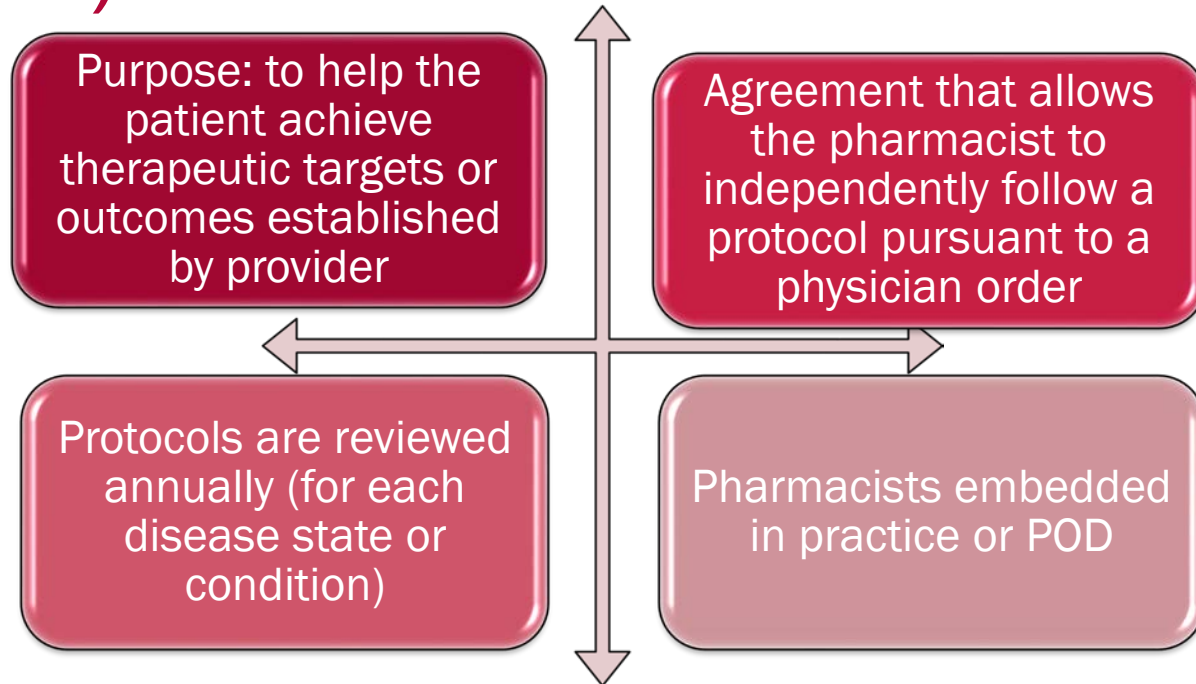 Purpose: to help the
patient achieve
therapeutic targets or
outcomes established
by provider
Agreement that allows
the pharmacist to
independently follow a
protocol pursuant to a
physician order
Protocols are reviewed
annually (for each
disease state or
condition)
Pharmacists embedded
in practice or POD